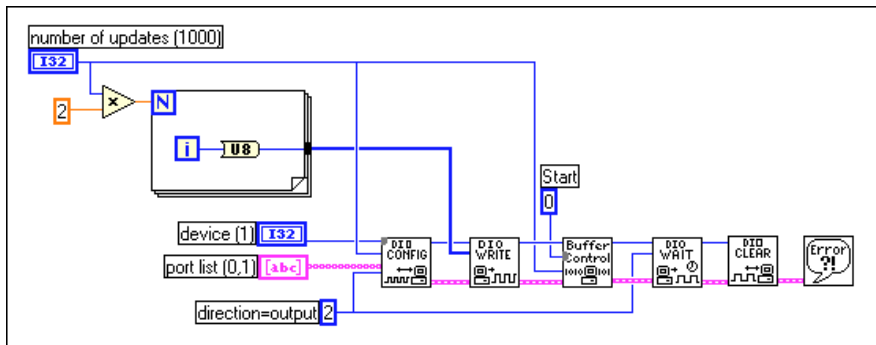 number of updates (1000)
I32
2
x
N
i
U8
Start
0
device (1)
I32
port list (0,1)
[abc]
direction=output
2
DIO
CONFIG
DIO
WRITE
Buffer
Control
DIO
WAIT
DIO
CLEAR
Error
?!